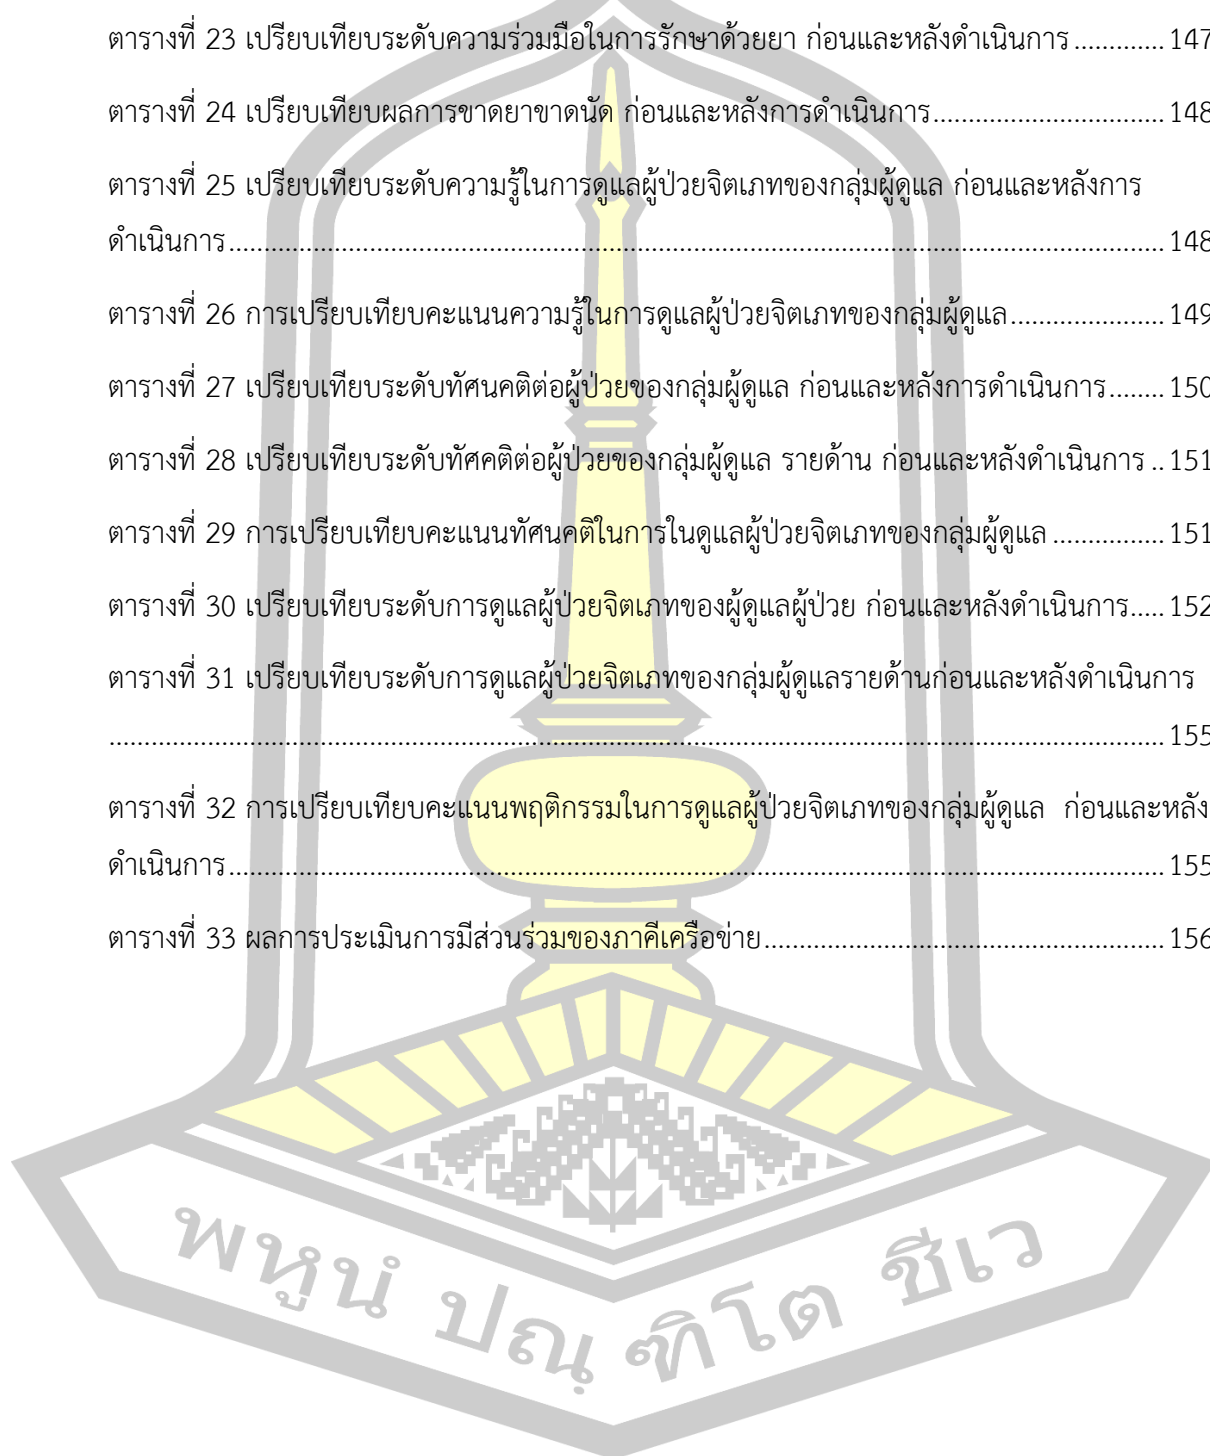 ตารางที่ 23 เปรียบเทียบระดับความร่วมมือในการรักษาด้วยยา ก่อนและหลังดำเนินการ ............. 147
ตารางที่ 24 เปรียบเทียบผลการขาดยาขาดนัด ก่อนและหลังการดำเนินการ................................. 148
ตารางที่ 25 เปรียบเทียบระดับความรู้ในการดูแลผู้ป่วยจิตเภทของกลุ่มผู้ดูแล ก่อนและหลังการ
ดำเนินการ..................................................................................................................................... 148
ตารางที่ 26 การเปรียบเทียบคะแนนความรู้ในการดูแลผู้ป่วยจิตเภทของกลุ่มผู้ดูแล...................... 149
ตารางที่ 27 เปรียบเทียบระดับทัศนคติต่อผู้ป่วยของกลุ่มผู้ดูแล ก่อนและหลังการดำเนินการ........ 150
ตารางที่ 28 เปรียบเทียบระดับทัศคติต่อผู้ป่วยของกลุ่มผู้ดูแล รายด้าน ก่อนและหลังดำเนินการ .. 151
ตารางที่ 29 การเปรียบเทียบคะแนนทัศนคติในการในดูแลผู้ป่วยจิตเภทของกลุ่มผู้ดูแล ................ 151
ตารางที่ 30 เปรียบเทียบระดับการดูแลผู้ป่วยจิตเภทของผู้ดูแลผู้ป่วย ก่อนและหลังดำเนินการ..... 152
ตารางที่ 31 เปรียบเทียบระดับการดูแลผู้ป่วยจิตเภทของกลุ่มผู้ดูแลรายด้านก่อนและหลังดำเนินการ
...................................................................................................................................................... 155
ตารางที่ 32 การเปรียบเทียบคะแนนพฤติกรรมในการดูแลผู้ป่วยจิตเภทของกลุ่มผู้ดูแล  ก่อนและหลัง
ดำเนินการ..................................................................................................................................... 155
ตารางที่ 33 ผลการประเมินการมีส่วนร่วมของภาคีเครือข่าย......................................................... 156
พหูนํ ปณฺ ฑิโต ชีเว